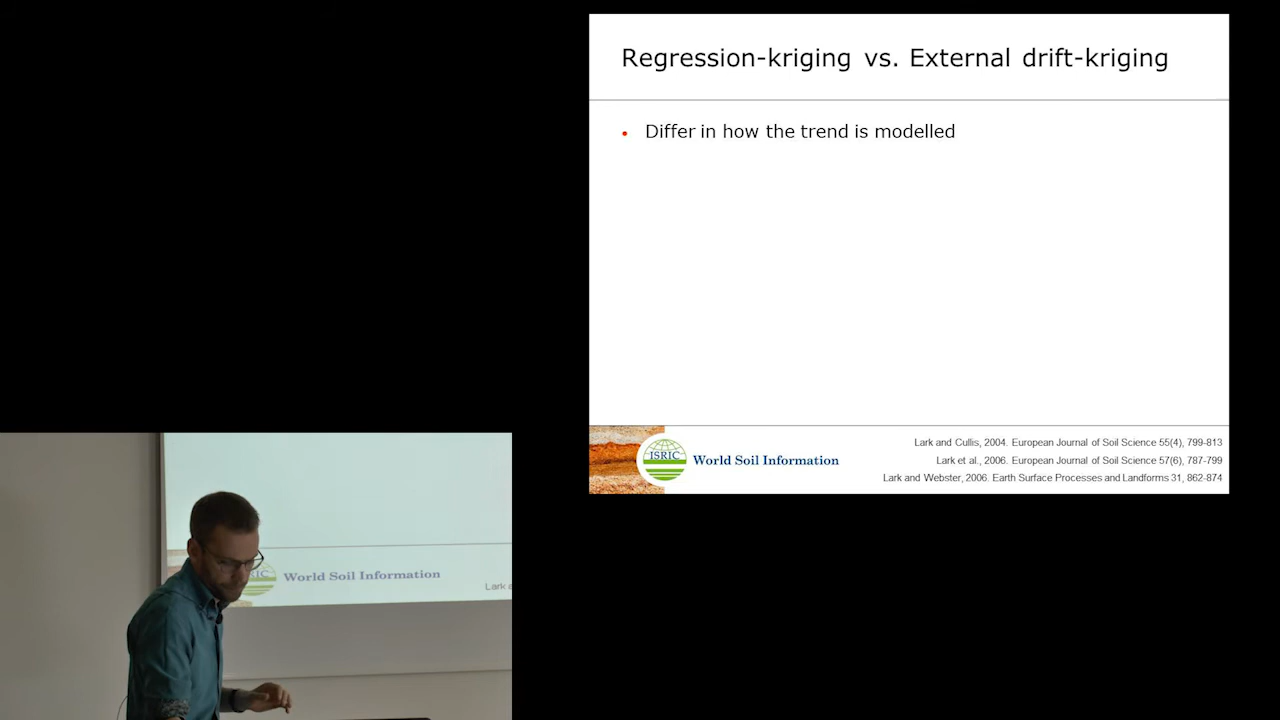 Regression-kriging vs. External drift-kriging
• Differ in how the trend is modelled
ISRIC
World Soil Information
Lark and Cullis, 2004. European Journal of Soil Science 55(4), 799-813
Lark et al., 2006. European Journal of Soil Science 57(6), 787-799
Lark and Webster, 2006. Earth Surface Processes and Landforms 31, 862-874
RIC
World Soil Information
Lark